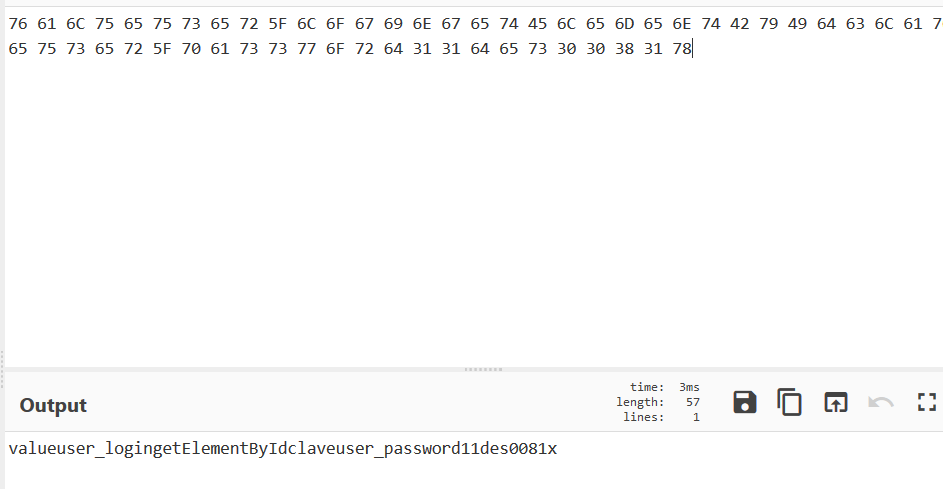 76 61 6C 75 65 75 73 65 72 5F 6C 6F 67 69 6E 67 65 74 45 6C 65 6D 65 6E 74 42 79 49 64 63 6C 61
65 75 73 65 72 5F 70 61 73 73 77 6F 72 64 31 31 64 65 73 30 30 38 31 78
Output
time: 3ms
length: 57
lines: 1
valueuser_logingetElementByIdclaveuser_password11des0081x